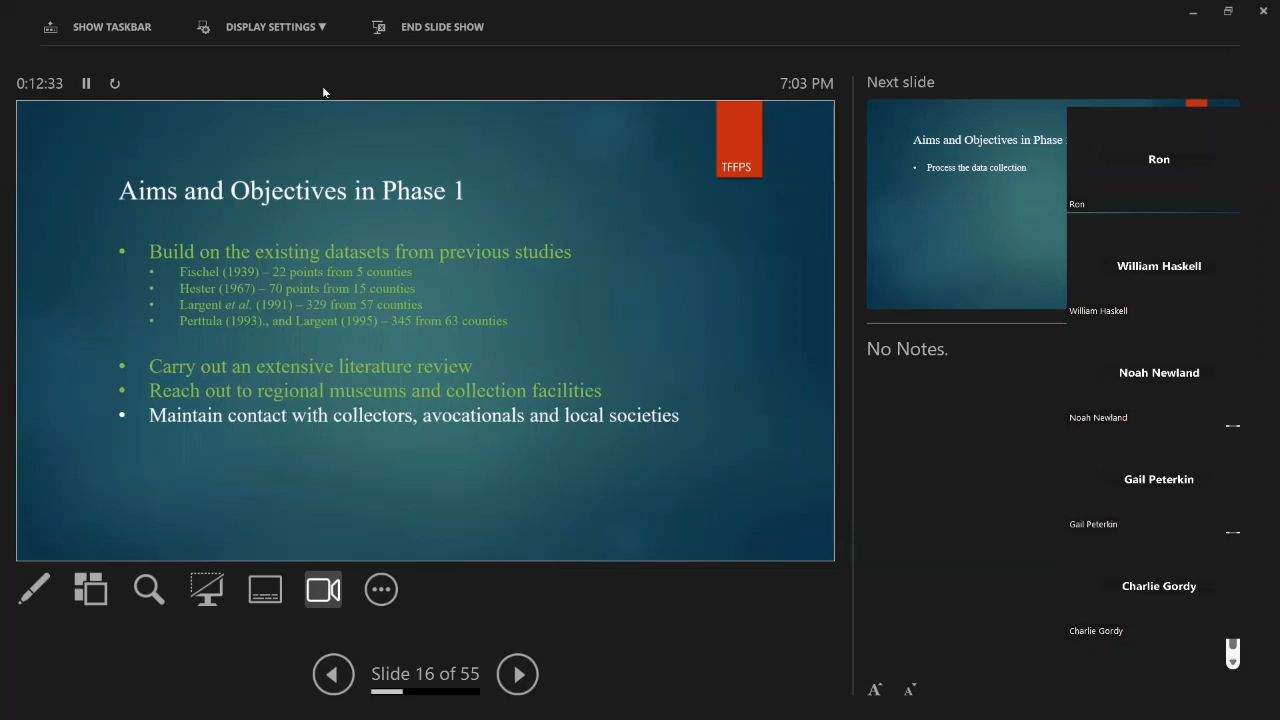 SHOW TASKBAR
DISPLAY SETTINGS ▼
END SLIDE SHOW
0:12:33
7:03 PM
TFFPS
Aims and Objectives in Phase 1
• Build on the existing datasets from previous studies
• Fischel (1939) – 22 points from 5 counties
• Hester (1967) – 70 points from 15 counties
• Largent et al. (1991) – 329 from 57 counties
• Perttula (1993)., and Largent (1995) – 345 from 63 counties
• Carry out an extensive literature review
• Reach out to regional museums and collection facilities
• Maintain contact with collectors, avocationals and local societies
Slide 16 of 55
Next slide
Aims and Objectives in Phase
• Process the data collection
No Notes.
Ron
Ron
William Haskell
William Haskell
Noah Newland
Noah Newland
Gail Peterkin
Gail Peterkin
Charlie Gordy
Charlie Gordy
A A